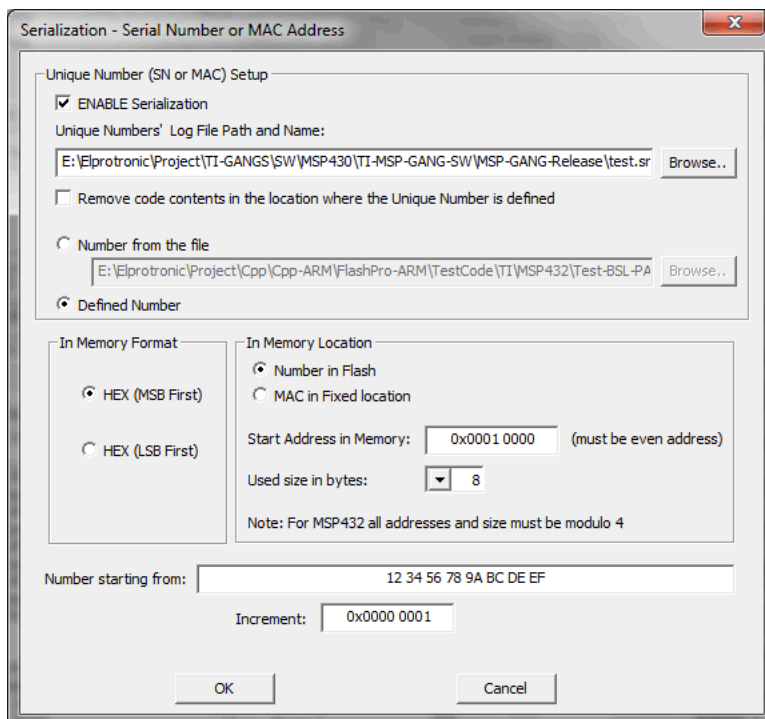 Serialization - Serial Number or MAC Address
Unique Number (SN or MAC) Setup
ENABLE Serialization
Unique Numbers' Log File Path and Name:
E:\Elprotronic\Project\TI-GANGS\SW\MSP430\TI-MSP-GANG-SW\MSP-GANG-Release\test.sr Browse..
Remove code contents in the location where the Unique Number is defined
Number from the file
E:\Elprotronic\Project\Cpp\Cpp-ARM\FlashPro-ARM\TestCode\TI\MSP432\Test-BSL-PA Browse..
Defined Number
In Memory Format
HEX (MSB First)
HEX (LSB First)
In Memory Location
Number in Flash
MAC in Fixed location
Start Address in Memory: 0x0001 0000 (must be even address)
Used size in bytes: 8
Note: For MSP432 all addresses and size must be modulo 4
Number starting from: 12 34 56 78 9A BC DE EF
Increment: 0x0000 0001
OK Cancel